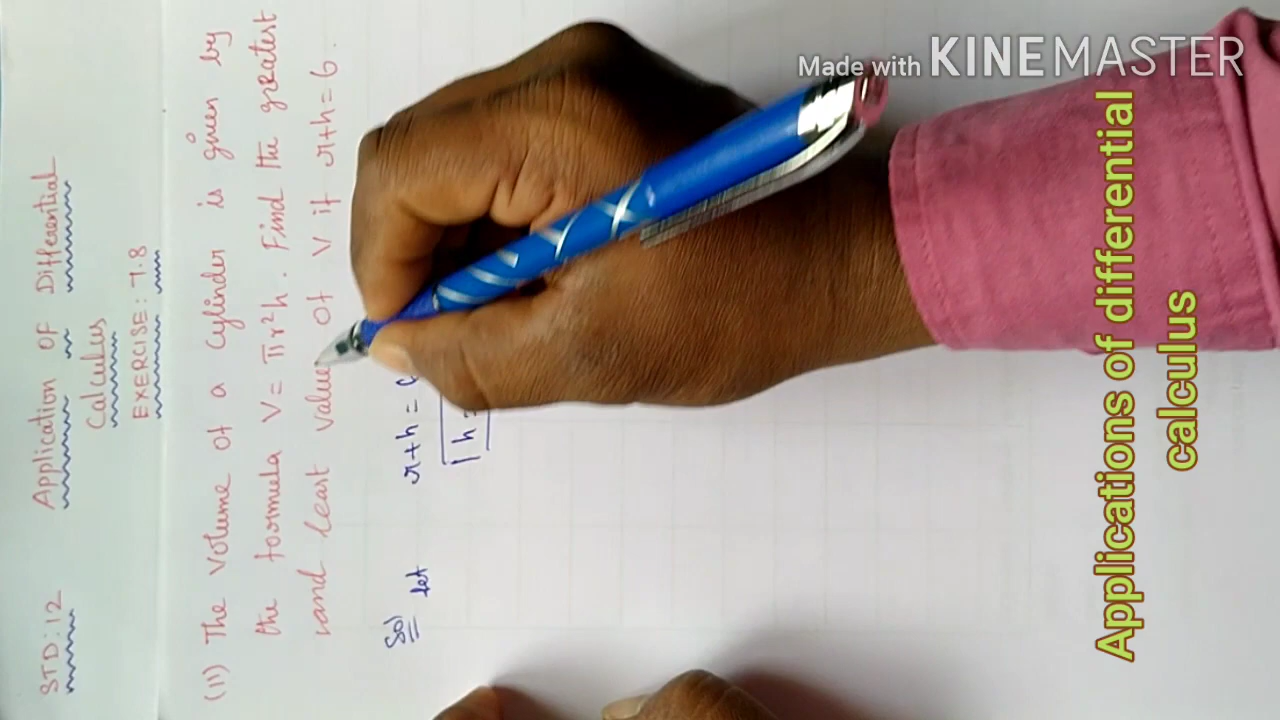 STD:12 Application of Differential
Calculus
EXERCISE: 7.8
(11) The volume of a cylinder is given by
the formula V = πr²h. Find the greatest
and least values of V if r+h=6.
Sol let r+h =
h =
Made with KINEMASTER
Applications of differential
calculus